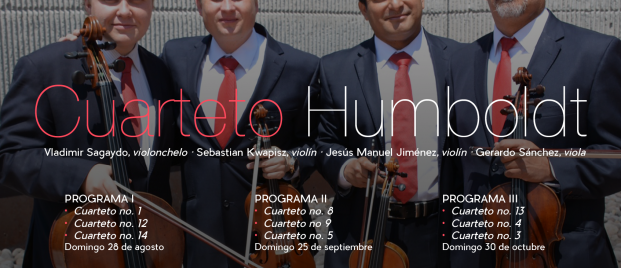 Cuarteto Humboldt
Vladimir Sagaydo, violonchelo · Sebastian Kwapisz, violín · Jesús Manuel Jiménez, violín · Gerardo Sánchez, viola
PROGRAMA I
• Cuarteto no. 1
• Cuarteto no. 12
• Cuarteto no. 14
Domingo 28 de agosto
PROGRAMA II
• Cuarteto no. 8
• Cuarteto no 9
• Cuarteto no. 5
Domingo 25 de septiembre
PROGRAMA III
• Cuarteto no. 13
• Cuarteto no. 4
• Cuarteto no. 3
Domingo 30 de octubre